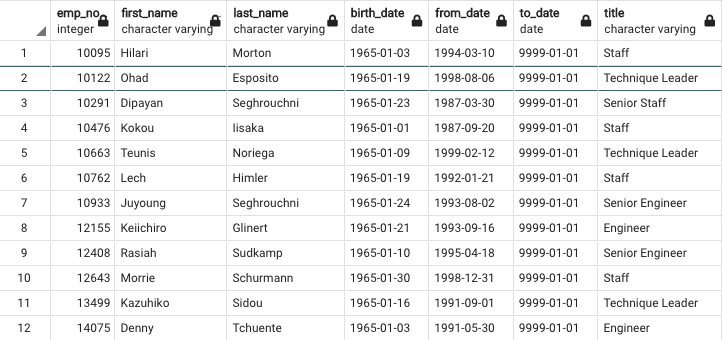 emp_no first_name last_name birth_date from_date to_date title
integer character varying character varying date date date character varying
1 10095 Hilari Morton 1965-01-03 1994-03-10 9999-01-01 Staff
2 10122 Ohad Esposito 1965-01-19 1998-08-06 9999-01-01 Technique Leader
3 10291 Dipayan Seghrouchni 1965-01-23 1987-03-30 9999-01-01 Senior Staff
4 10476 Kokou Iisaka 1965-01-01 1987-09-20 9999-01-01 Staff
5 10663 Teunis Noriega 1965-01-09 1999-02-12 9999-01-01 Technique Leader
6 10762 Lech Himler 1965-01-19 1992-01-21 9999-01-01 Staff
7 10933 Juyoung Seghrouchni 1965-01-24 1993-08-02 9999-01-01 Senior Engineer
8 12155 Keiichiro Glinert 1965-01-21 1993-09-16 9999-01-01 Engineer
9 12408 Rasiah Sudkamp 1965-01-10 1995-04-18 9999-01-01 Senior Engineer
10 12643 Morrie Schurmann 1965-01-30 1998-12-31 9999-01-01 Staff
11 13499 Kazuhiko Sidou 1965-01-16 1991-09-01 9999-01-01 Technique Leader
12 14075 Denny Tchuente 1965-01-03 1991-05-30 9999-01-01 Engineer